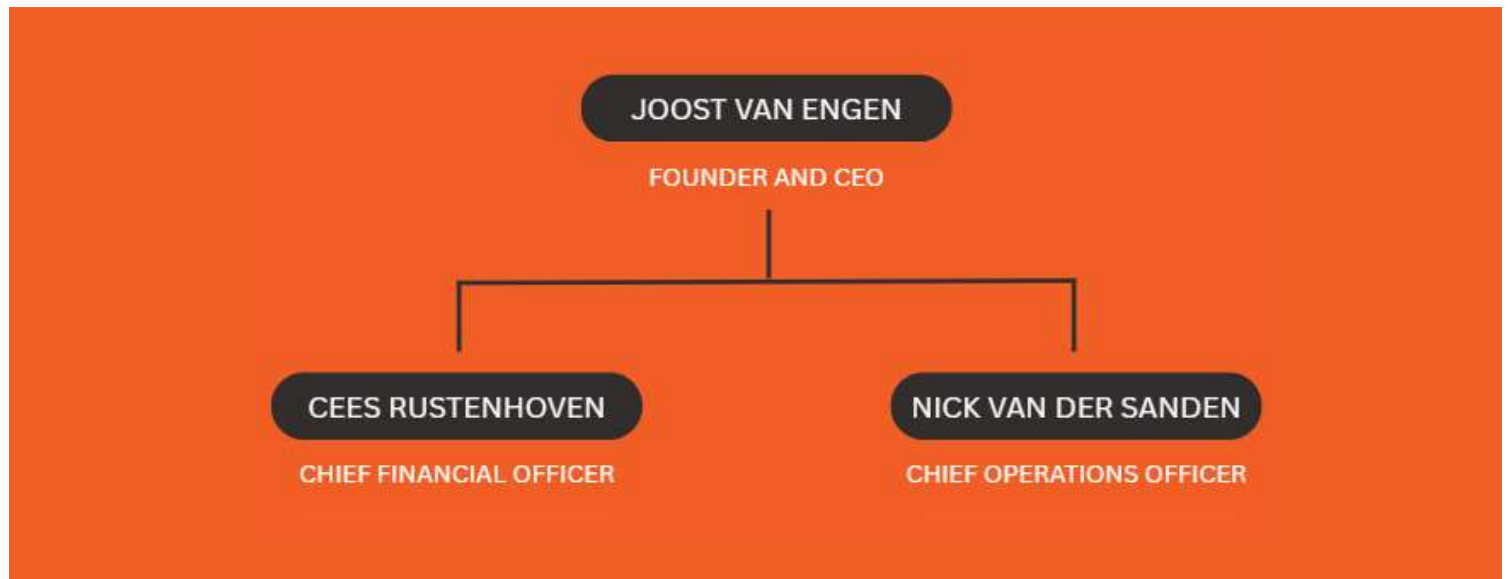 JOOST VAN ENGEN
FOUNDER AND CEO
CEES RUSTENHOVEN
CHIEF FINANCIAL OFFICER
NICK VAN DER SANDEN
CHIEF OPERATIONS OFFICER